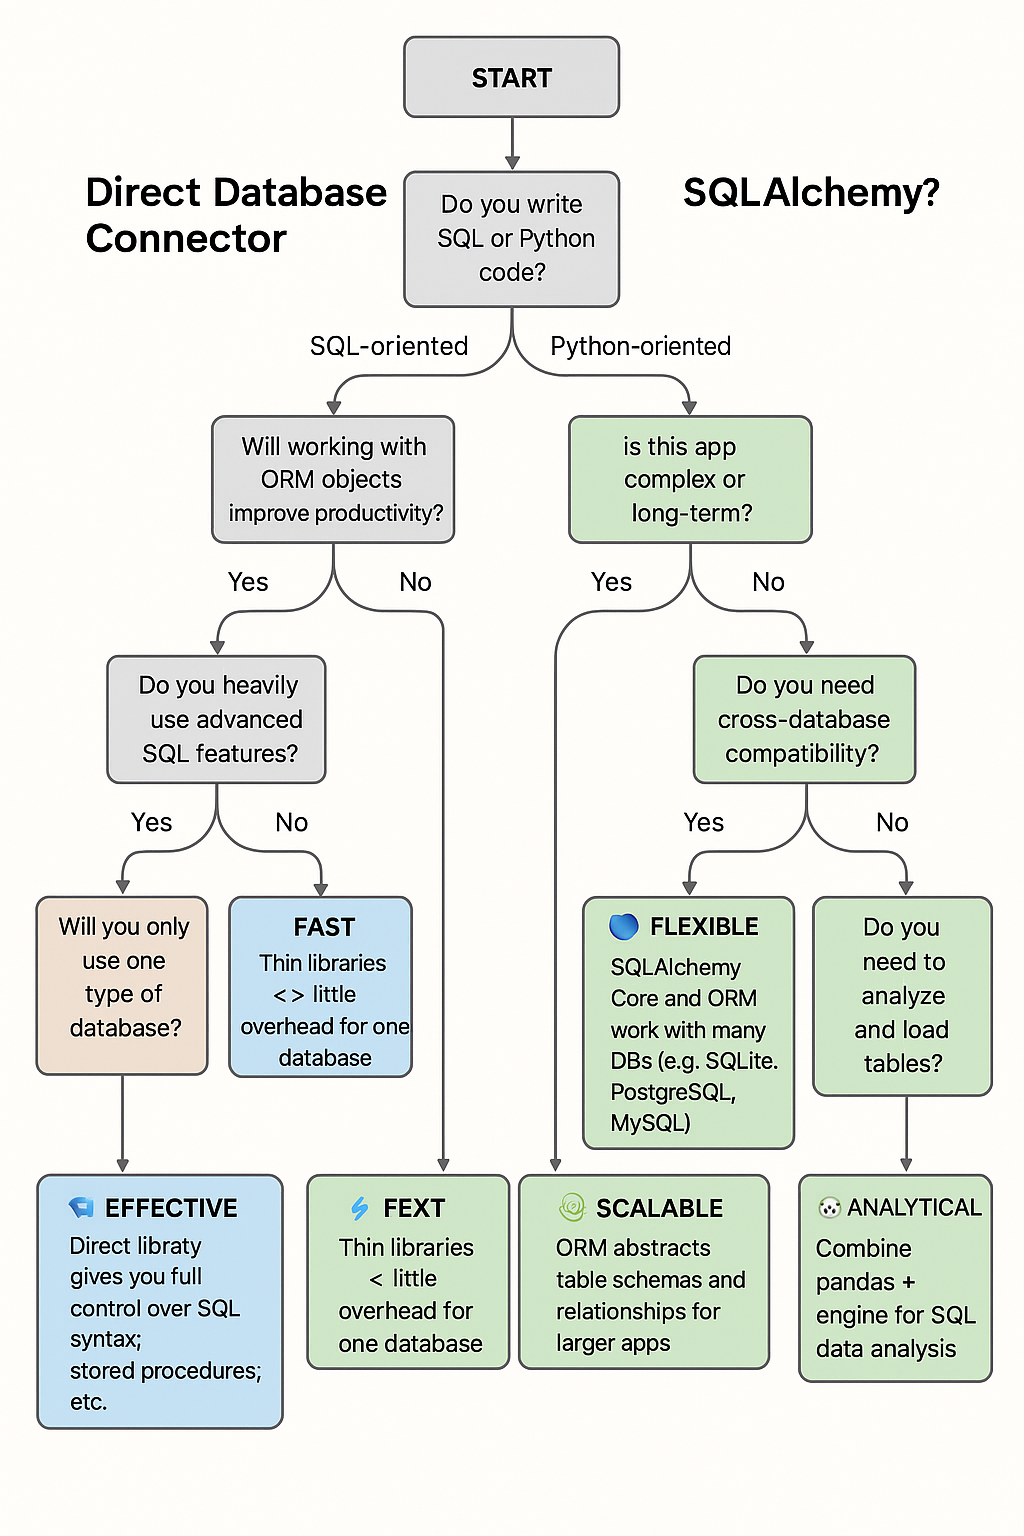 START
Direct Database
Connector
Do you write
SQL or Python
code?
SQLAlchemy?
SQL-oriented
Python-oriented
Will working with
ORM objects
improve productivity?
is this app
complex or
long-term?
Yes
No
Yes
No
Do you heavily
use advanced
SQL features?
Do you need
cross-database
compatibility?
Yes
No
Yes
No
Will you only
use one
type of
database?
FAST
Thin libraries
<> little
overhead for one
database
FLEXIBLE
SQLAlchemy
Core and ORM
work with many
DBs (e.g. SQLite.
PostgreSQL,
MySQL)
Do you
need to
analyze
and load
tables?
EFFECTIVE
Direct libraty
gives you full
control over SQL
syntax;
stored procedures;
etc.
FEXT
Thin libraries
< little
overhead for
one database
SCALABLE
ORM abstracts
table schemas and
relationships for
larger apps
ANALYTICAL
Combine
pandas +
engine for SQL
data analysis